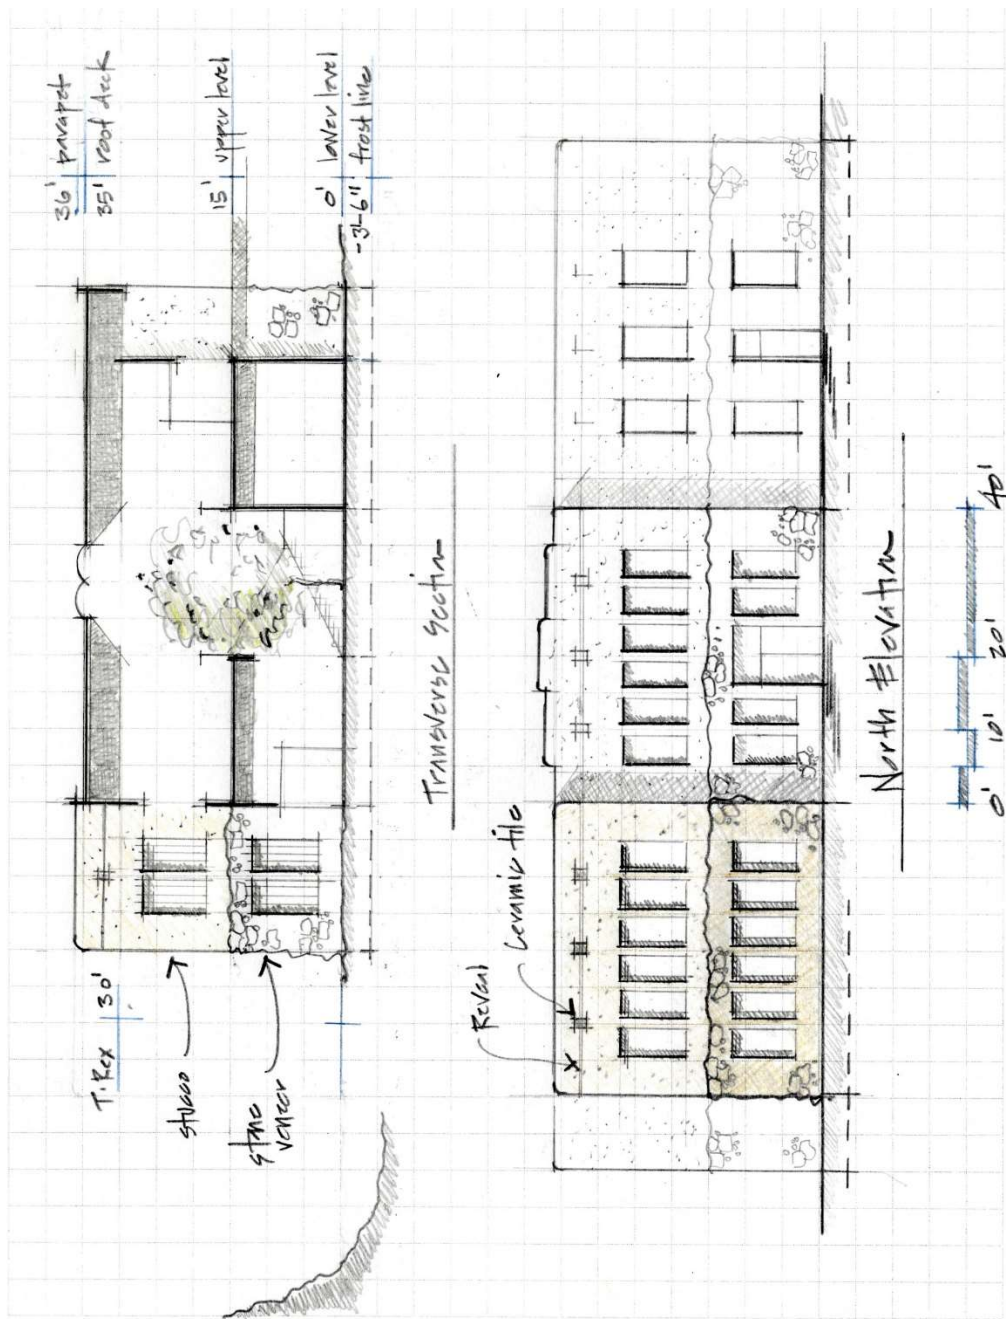 36' parapet
35' roof deck
15' upper level
0' lower level
-3'-6" frost line
T·Rex 30'
stucco
stone
veneer
Transverse Section
Reveal
Ceramic tile
North Elevation
0' 10' 20' 40'